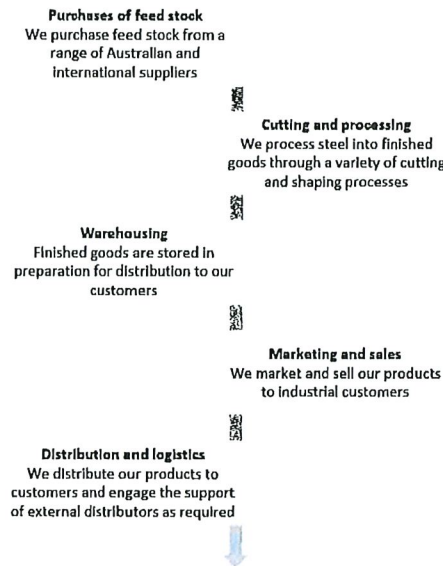 Purchases of feed stock
We purchase feed stock from a
range of Australian and
international suppliers
Cutting and processing
We process steel into finished
goods through a variety of cutting
and shaping processes
Warehousing
Finished goods are stored in
preparation for distribution to our
customers
Marketing and sales
We market and sell our products
to industrial customers
Distribution and logistics
We distribute our products to
customers and engage the support
of external distributors as required